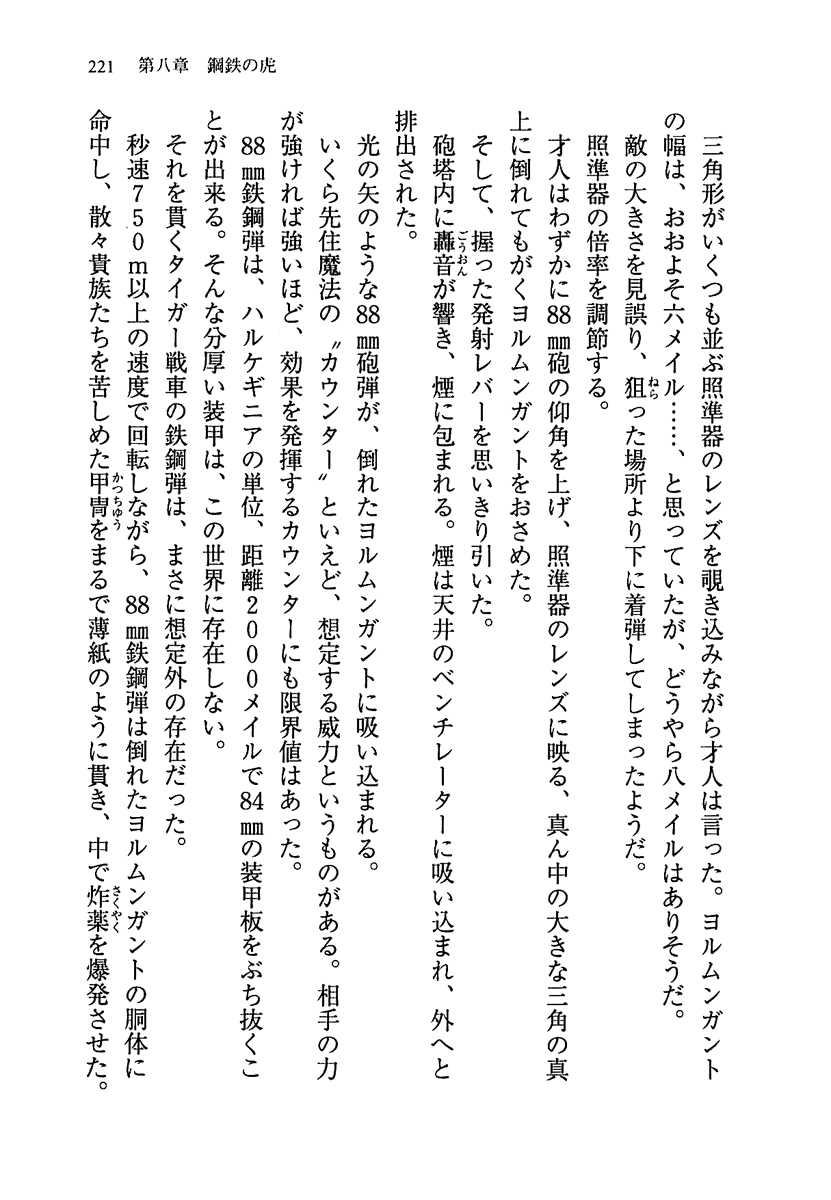 221　第八章　鋼鉄の虎
三角形がいくつも並ぶ照準器のレンズを覗き込みながら才人は言った。ヨルムンガント
の幅は、おおよそ六メイル……、と思っていたが、どうやら八メイルはありそうだ。
敵の大きさを見誤り、狙った場所より下に着弾してしまったようだ。
照準器の倍率を調節する。
才人はわずかに88㎜砲の仰角を上げ、照準器のレンズに映る、真ん中の大きな三角の真
上に倒れてもがくヨルムンガントをおさめた。
そして、握った発射レバーを思いきり引いた。
砲塔内に轟音が響き、煙に包まれる。煙は天井のベンチレーターに吸い込まれ、外へと
排出された。
光の矢のような88㎜砲弾が、倒れたヨルムンガントに吸い込まれる。
いくら先住魔法の〝カウンター〟といえど、想定する威力というものがある。相手の力
が強ければ強いほど、効果を発揮するカウンターにも限界値はあった。
88㎜鉄鋼弾は、ハルケギニアの単位、距離2000メイルで84㎜の装甲板をぶち抜くこ
とが出来る。そんな分厚い装甲は、この世界に存在しない。
それを貫くタイガー戦車の鉄鋼弾は、まさに想定外の存在だった。
秒速750m以上の速度で回転しながら、88㎜鉄鋼弾は倒れたヨルムンガントの胴体に
命中し、散々貴族たちを苦しめた甲冑をまるで薄紙のように貫き、中で炸薬を爆発させた。